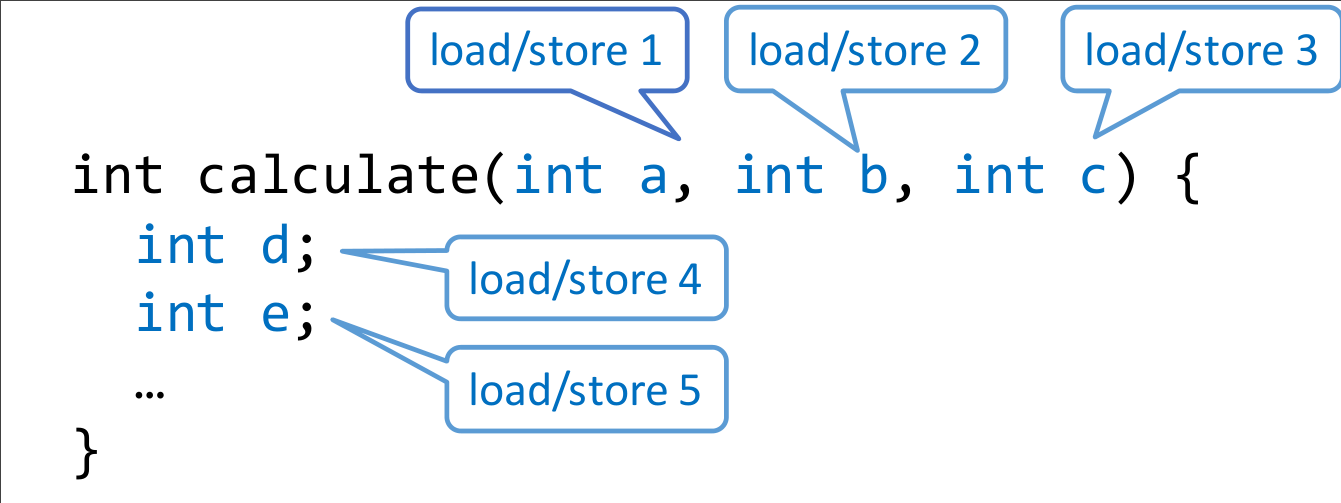 load/store 1 load/store 2 load/store 3
int calculate(int a, int b, int c) {
int d;
load/store 4
int e;
load/store 5
…
}